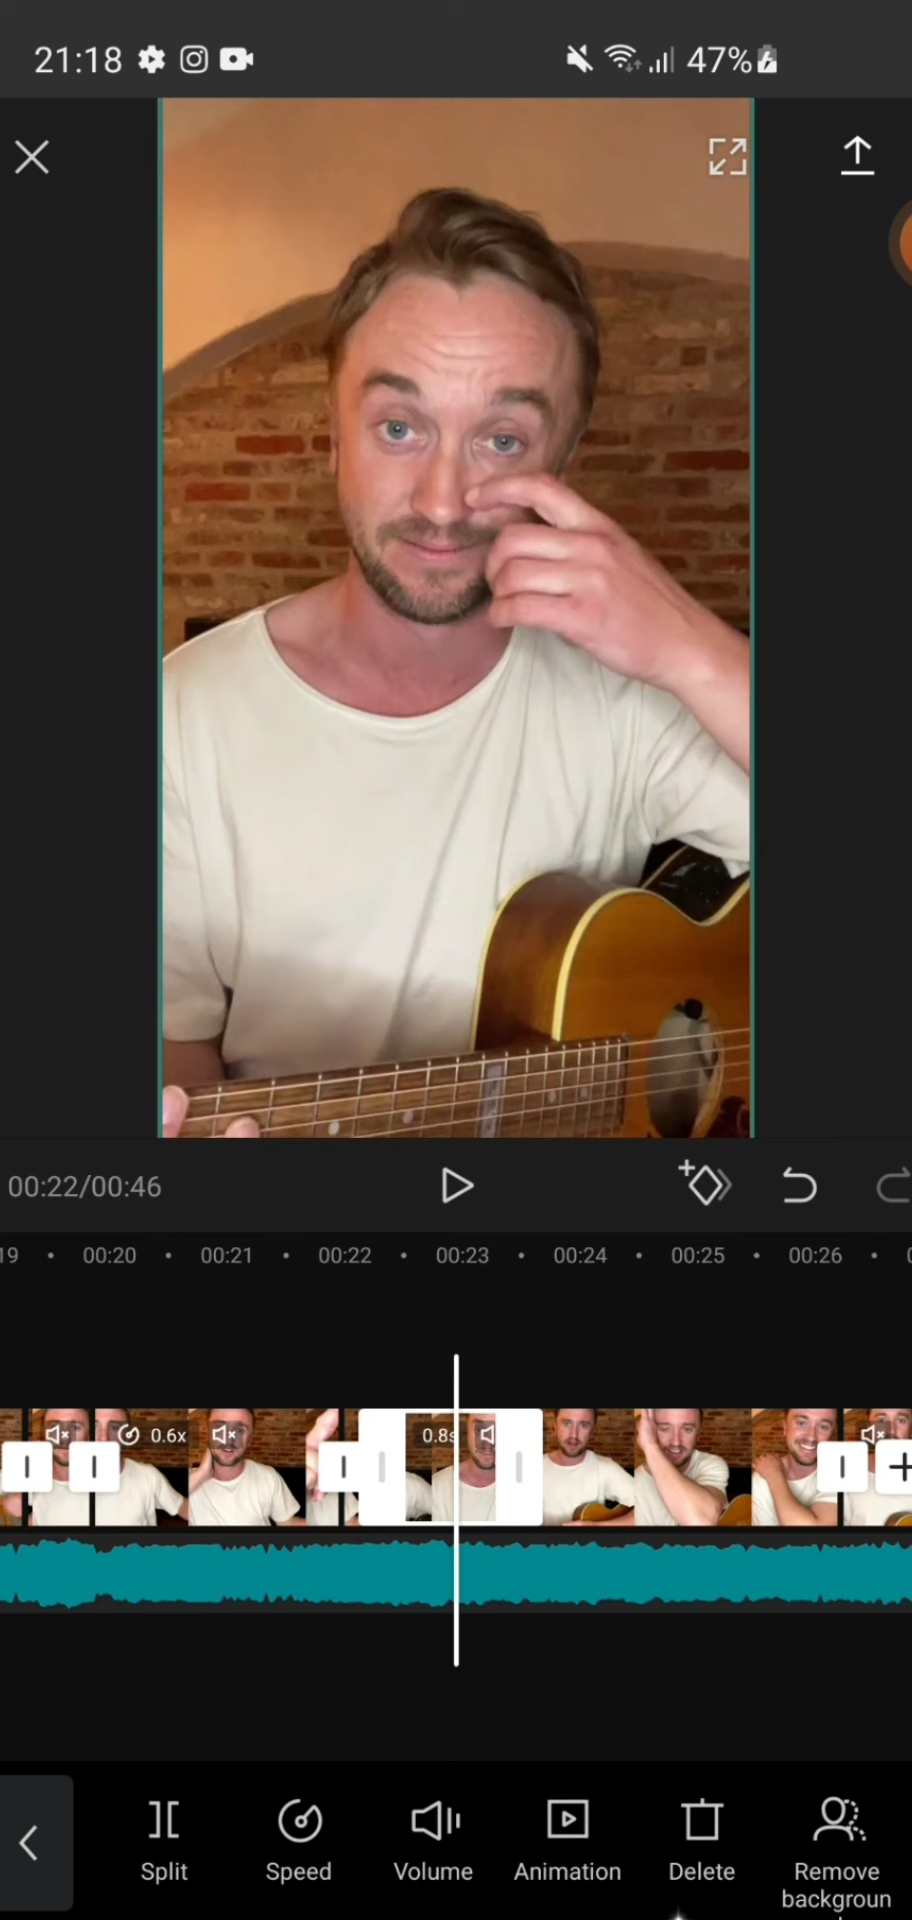 21:18 47%
00:22/00:46
19 • 00:20 • 00:21 • 00:22 • 00:23 • 00:24 • 00:25 • 00:26 •
0.6x 0.8s
Split Speed Volume Animation Delete Remove
backgroun